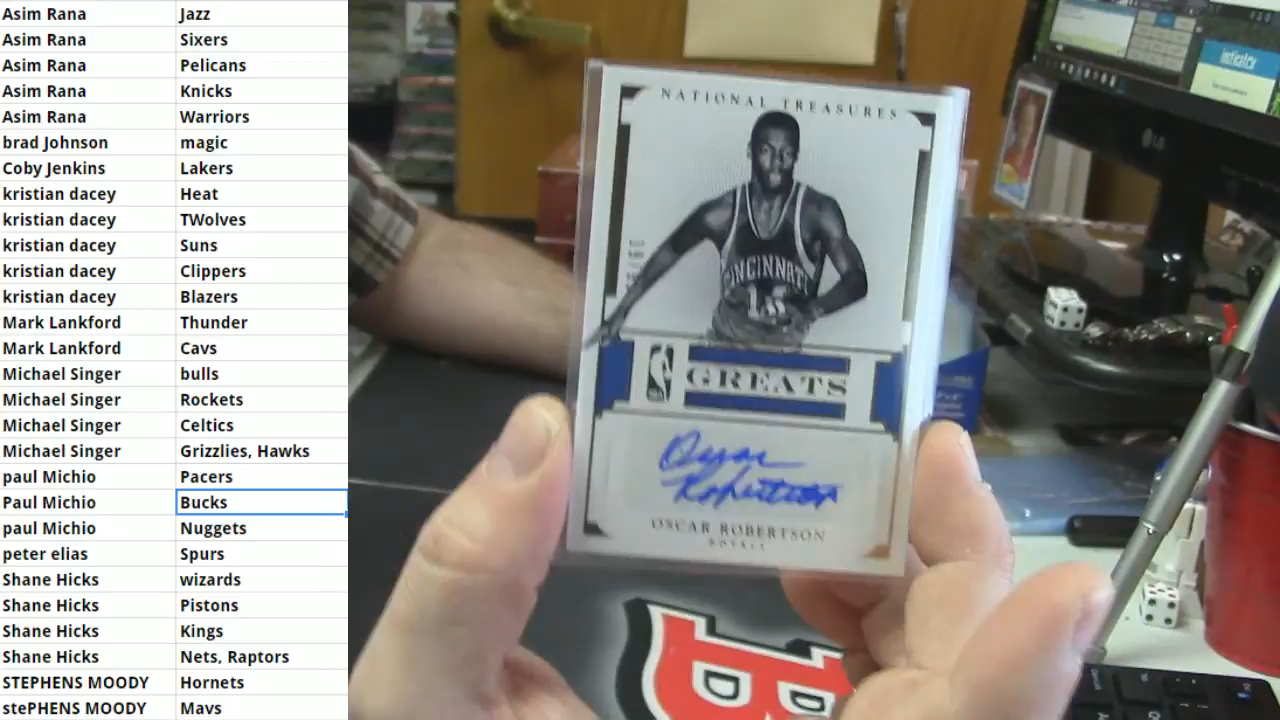 Asim Rana Jazz
Asim Rana Sixers
Asim Rana Pelicans
Asim Rana Knicks
Asim Rana Warriors
brad Johnson magic
Coby Jenkins Lakers
kristian dacey Heat
kristian dacey TWolves
kristian dacey Suns
kristian dacey Clippers
kristian dacey Blazers
Mark Lankford Thunder
Mark Lankford Cavs
Michael Singer bulls
Michael Singer Rockets
Michael Singer Celtics
Michael Singer Grizzlies, Hawks
paul Michio Pacers
Paul Michio Bucks
paul Michio Nuggets
peter elias Spurs
Shane Hicks wizards
Shane Hicks Pistons
Shane Hicks Kings
Shane Hicks Nets, Raptors
STEPHENS MOODY Hornets
stePHENS MOODY Mavs
NATIONAL TREASURES
CINCINNATI
GREATS
Oscar
Robertson
OSCAR ROBERTSON
ROYALS
LG